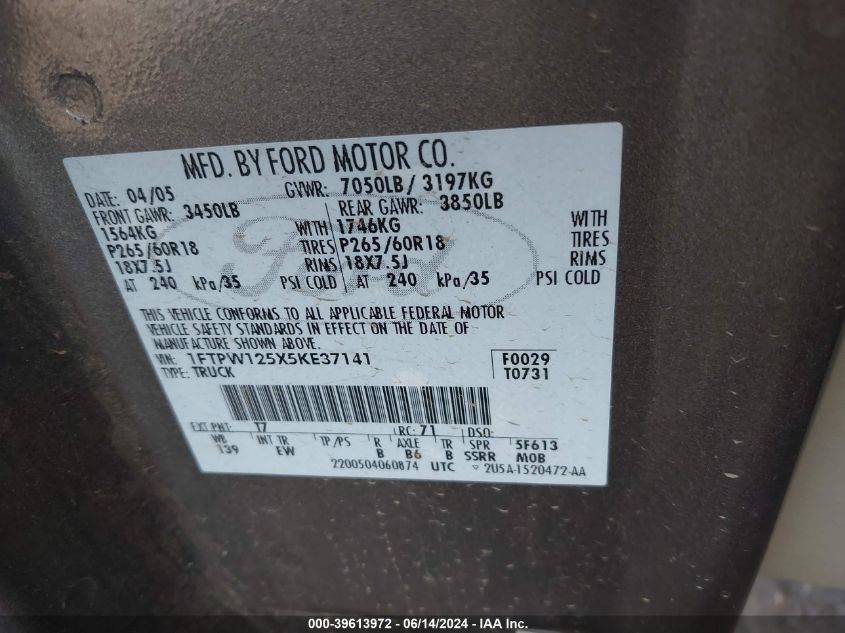 MFD. BY FORD MOTOR CO.
DATE: 04/05 GVWR: 7050LB / 3197KG
FRONT GAWR: 3450LB REAR GAWR: 3850LB
1564KG WITH 1746KG WITH
P265/60R18 TIRES P265/60R18 TIRES
18X7.5J RIMS 18X7.5J RIMS
AT 240 kPa/35 PSI COLD AT 240 kPa/35 PSI COLD
THIS VEHICLE CONFORMS TO ALL APPLICABLE FEDERAL MOTOR
VEHICLE SAFETY STANDARDS IN EFFECT ON THE DATE OF
MANUFACTURE SHOWN ABOVE.
VIN: 1FTPW125X5KE37141 F0029
TYPE: TRUCK T0731
EXT PNT: T7 RC: 71 DSO:
WB INT TR TP/PS R AXLE TR SPR 5F613
139 EW B B6 B SSRR MOB
2200504060874 UTC 2U5A-1520472-AA
Ford
000-39613972 - 06/14/2024 - IAA Inc.